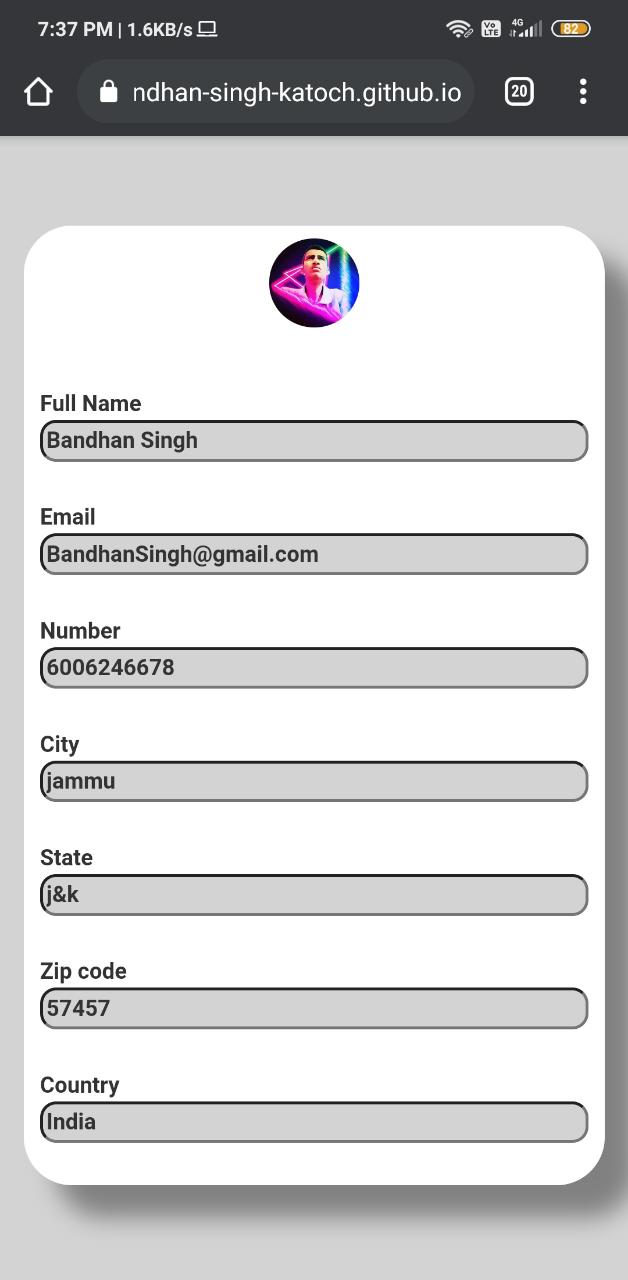 7:37 PM | 1.6KB/s
Vo LTE 4G 82
ndhan-singh-katoch.github.io 20
Full Name
Bandhan Singh
Email
BandhanSingh@gmail.com
Number
6006246678
City
jammu
State
j&k
Zip code
57457
Country
India